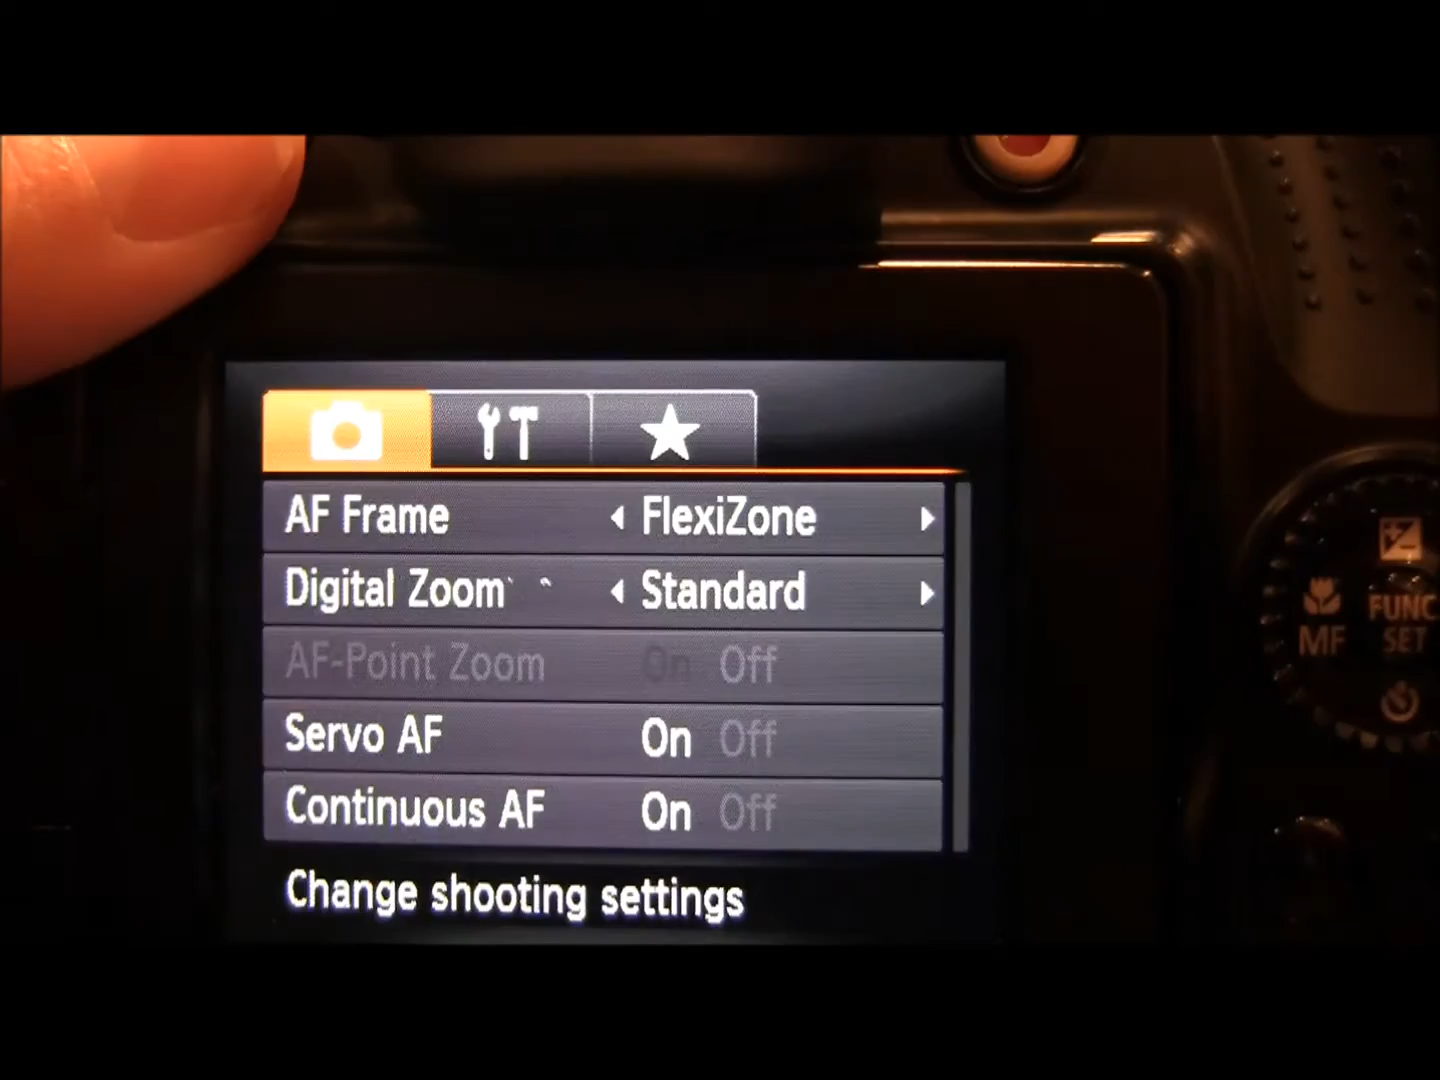 AF Frame FlexiZone
Digital Zoom Standard
AF-Point Zoom On Off
Servo AF On Off
Continuous AF On Off
Change shooting settings
MF
FUNC
SET